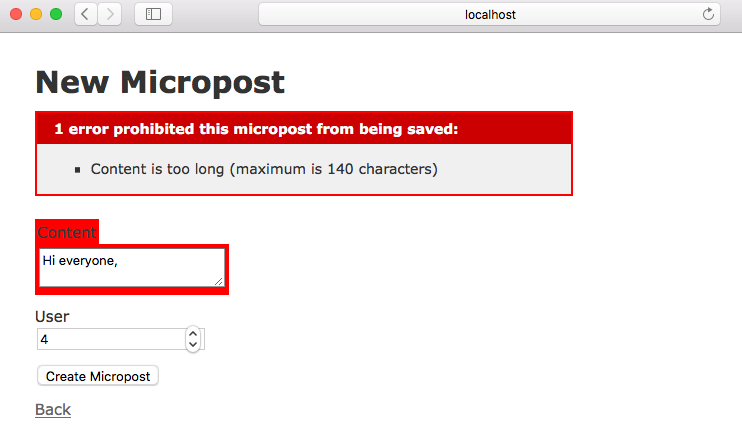 localhost
New Micropost
1 error prohibited this micropost from being saved:
Content is too long (maximum is 140 characters)
Content
Hi everyone,
User
4
Create Micropost
Back